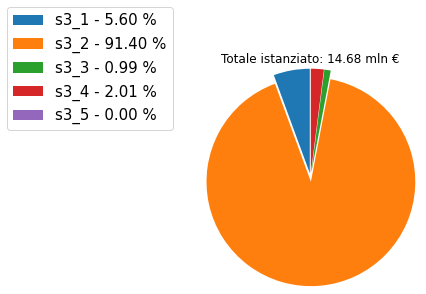 s3_1 - 5.60 %
s3_2 - 91.40 %
s3_3 - 0.99 %
s3_4 - 2.01 %
s3_5 - 0.00 %
Totale istanziato: 14.68 mln €